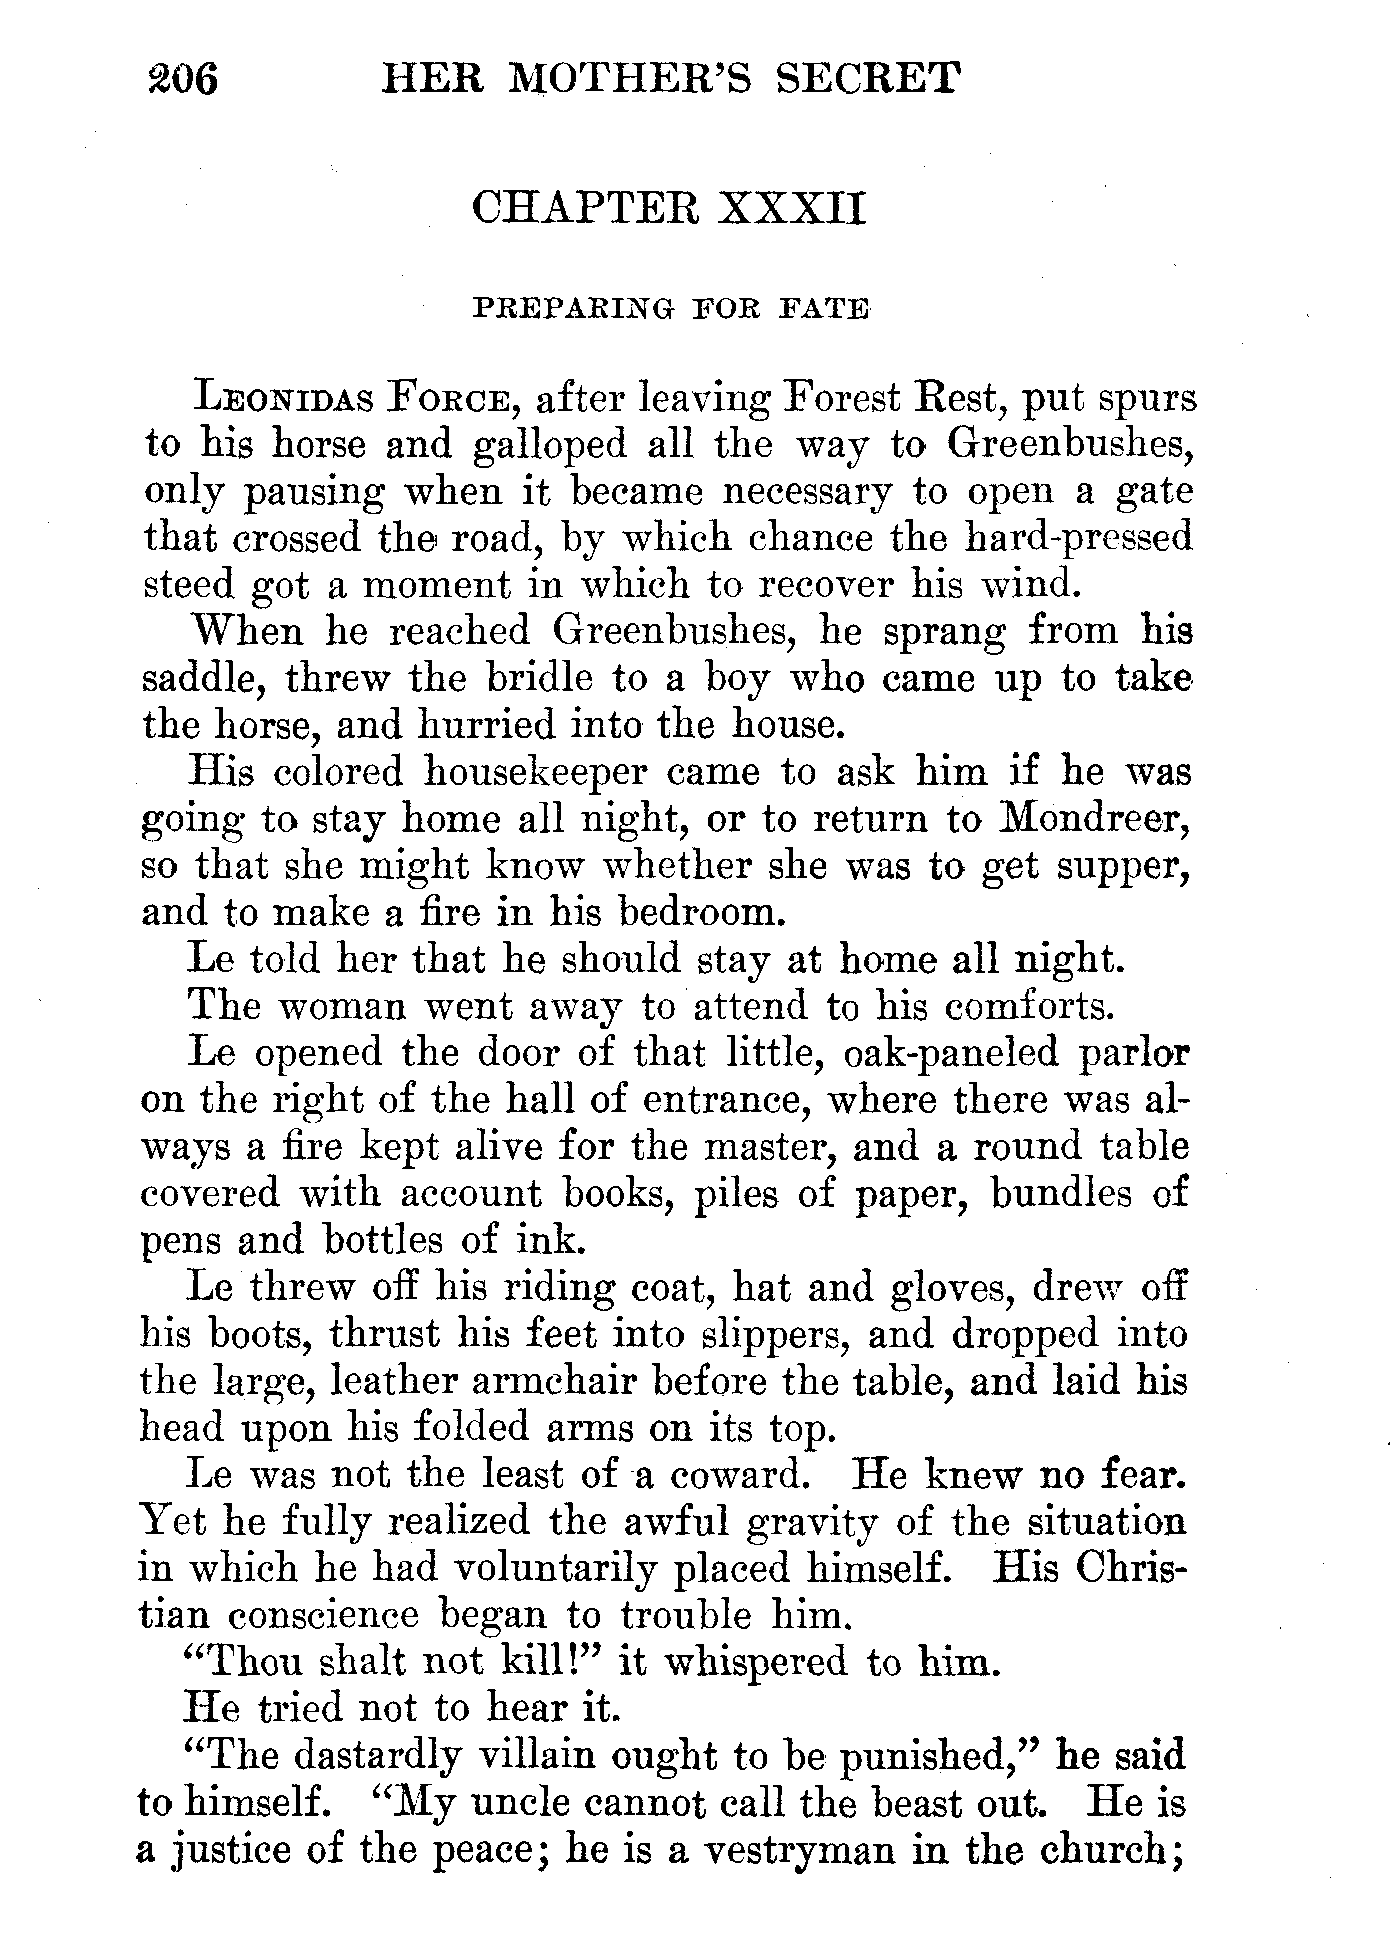 206 HER MOTHER'S SECRET
CHAPTER XXXII
PREPARING FOR FATE
LEONIDAS FORCE, after leaving Forest Rest, put spurs
to his horse and galloped all the way to Greenbushes,
only pausing when it became necessary to open a gate
that crossed the road, by which chance the hard-pressed
steed got a moment in which to recover his wind.
When he reached Greenbushes, he sprang from his
saddle, threw the bridle to a boy who came up to take
the horse, and hurried into the house.
His colored housekeeper came to ask him if he was
going to stay home all night, or to return to Mondreer,
so that she might know whether she was to get supper,
and to make a fire in his bedroom.
Le told her that he should stay at home all night.
The woman went away to attend to his comforts.
Le opened the door of that little, oak-paneled parlor
on the right of the hall of entrance, where there was al-
ways a fire kept alive for the master, and a round table
covered with account books, piles of paper, bundles of
pens and bottles of ink.
Le threw off his riding coat, hat and gloves, drew off
his boots, thrust his feet into slippers, and dropped into
the large, leather armchair before the table, and laid his
head upon his folded arms on its top.
Le was not the least of a coward. He knew no fear.
Yet he fully realized the awful gravity of the situation
in which he had voluntarily placed himself. His Chris-
tian conscience began to trouble him.
"Thou shalt not kill!" it whispered to him.
He tried not to hear it.
"The dastardly villain ought to be punished," he said
to himself. "My uncle cannot call the beast out. He is
a justice of the peace; he is a vestryman in the church;